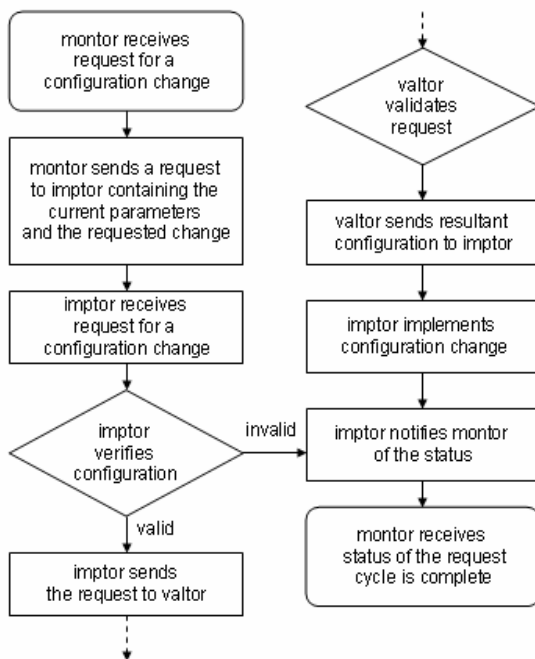 montor receives
request for a
configuration change
montor sends a request
to imptor containing the
current parameters
and the requested change
imptor receives
request for a
configuration change
imptor
verifies
configuration
invalid
valid
imptor sends
the request to valtor
valtor
validates
request
valtor sends resultant
configuration to imptor
imptor implements
configuration change
imptor notifies montor
of the status
montor receives
status of the request
cycle is complete